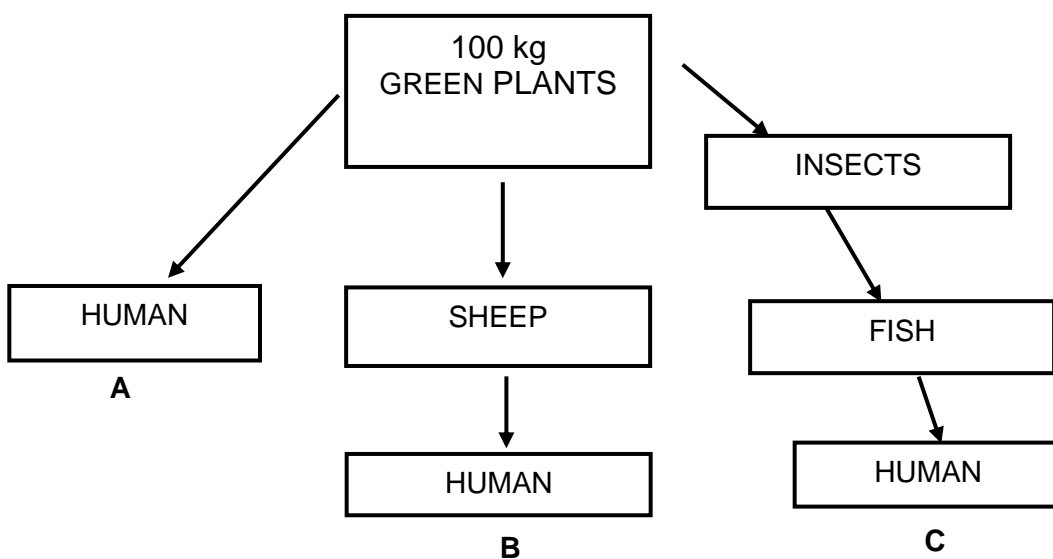 100 kg
GREEN PLANTS
INSECTS
HUMAN
SHEEP
FISH
A
HUMAN
HUMAN
B
C